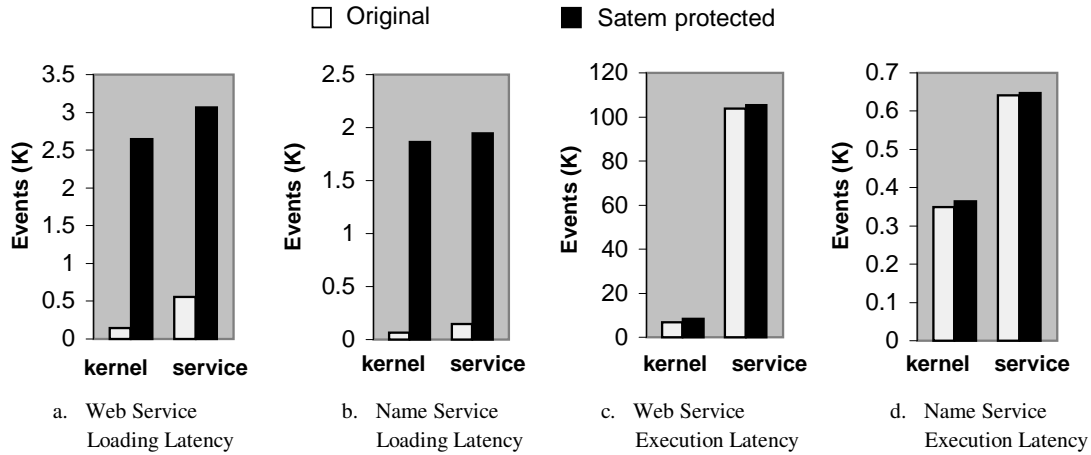 Original
Satem protected
Events (K)
3.5
3
2.5
2
1.5
1
0.5
0
kernel service
a. Web Service
Loading Latency
Events (K)
2.5
2
1.5
1
0.5
0
kernel service
b. Name Service
Loading Latency
Events (K)
120
100
80
60
40
20
0
kernel service
c. Web Service
Execution Latency
Events (K)
0.7
0.6
0.5
0.4
0.3
0.2
0.1
0
kernel service
d. Name Service
Execution Latency